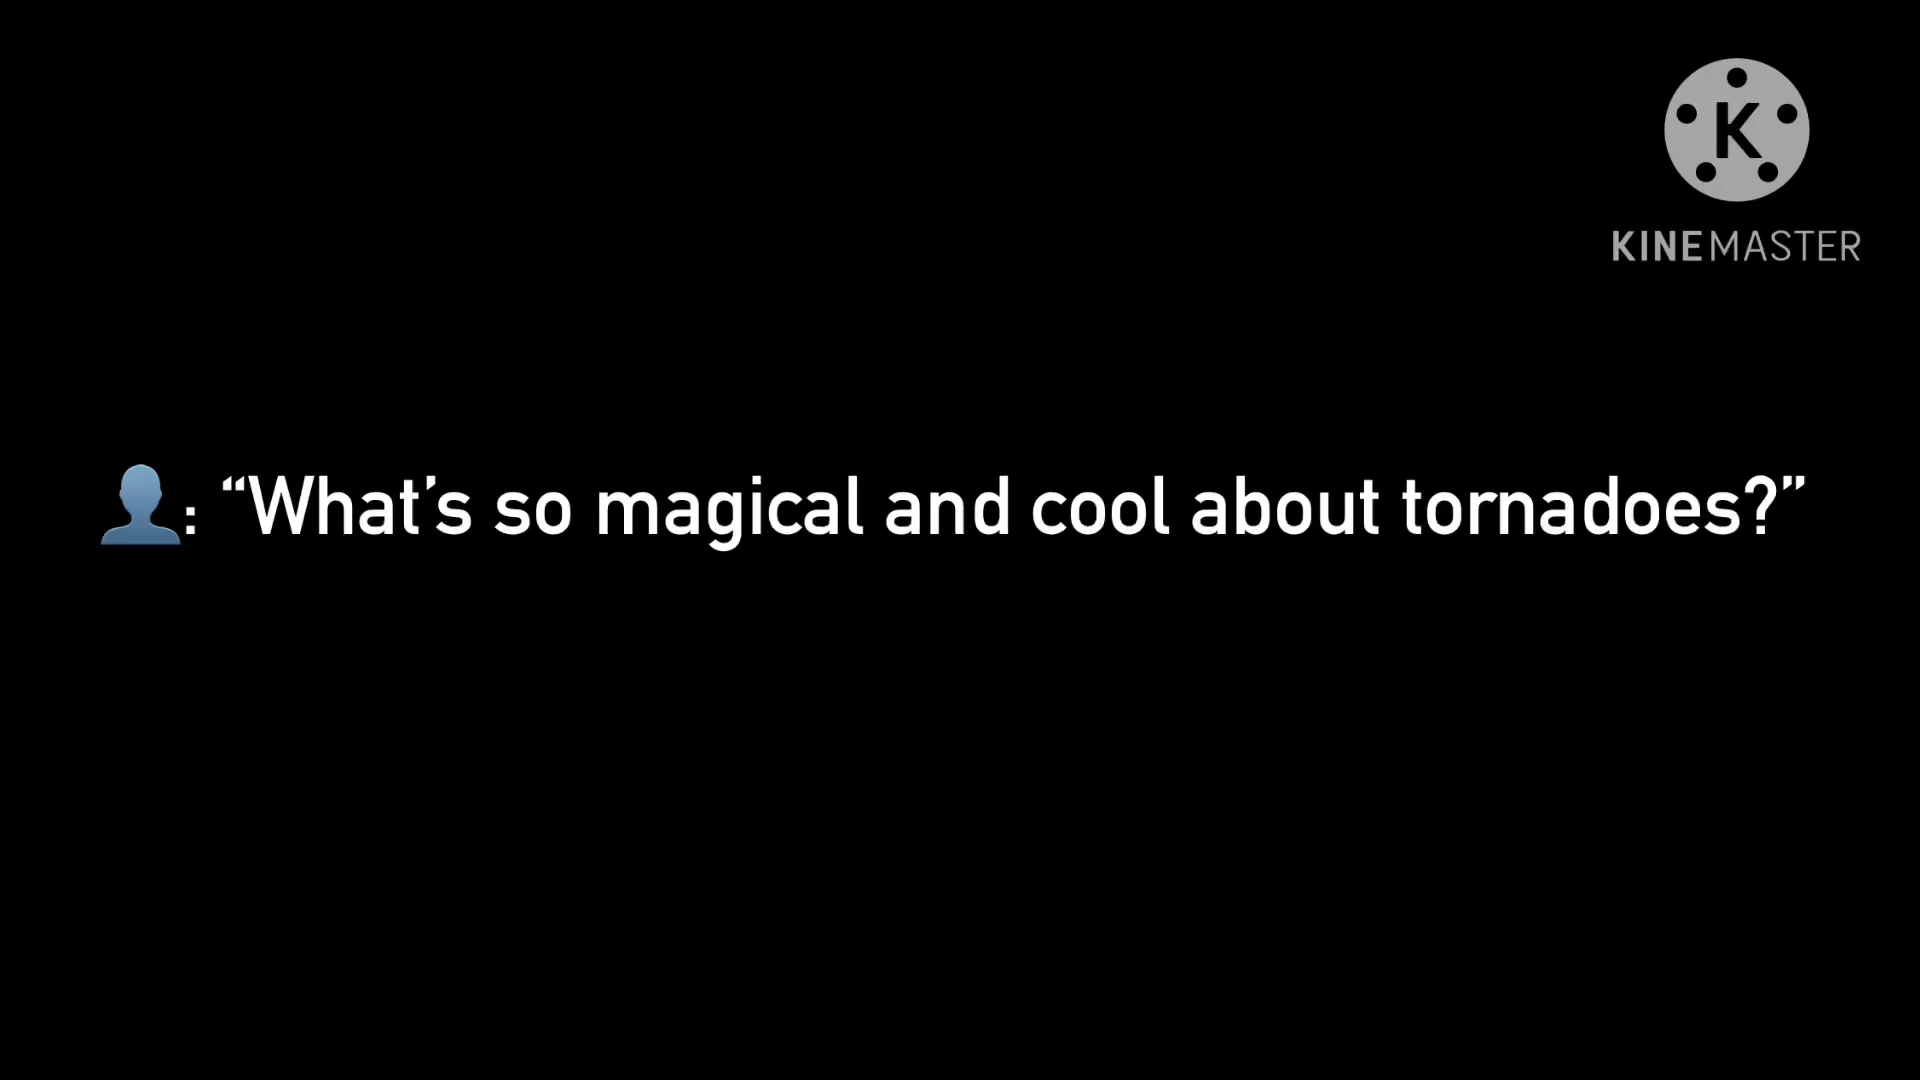 K
KINEMASTER
👤: “What’s so magical and cool about tornadoes?”